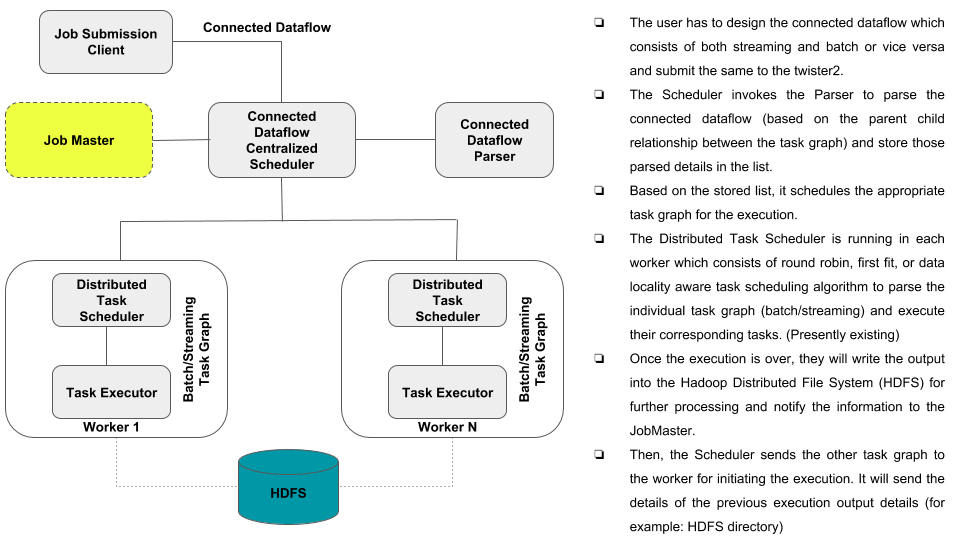 Job Submission
Client
Connected Dataflow
Job Master
Connected
Dataflow
Centralized
Scheduler
Connected
Dataflow
Parser
Distributed
Task
Scheduler
Task Executor
Batch/Streaming
Task Graph
Worker 1
Distributed
Task
Scheduler
Task Executor
Batch/Streaming
Task Graph
Worker N
HDFS
❏ The user has to design the connected dataflow which
consists of both streaming and batch or vice versa
and submit the same to the twister2.
❏ The Scheduler invokes the Parser to parse the
connected dataflow (based on the parent child
relationship between the task graph) and store those
parsed details in the list.
❏ Based on the stored list, it schedules the appropriate
task graph for the execution.
❏ The Distributed Task Scheduler is running in each
worker which consists of round robin, first fit, or data
locality aware task scheduling algorithm to parse the
individual task graph (batch/streaming) and execute
their corresponding tasks. (Presently existing)
❏ Once the execution is over, they will write the output
into the Hadoop Distributed File System (HDFS) for
further processing and notify the information to the
JobMaster.
❏ Then, the Scheduler sends the other task graph to
the worker for initiating the execution. It will send the
details of the previous execution output details (for
example: HDFS directory)